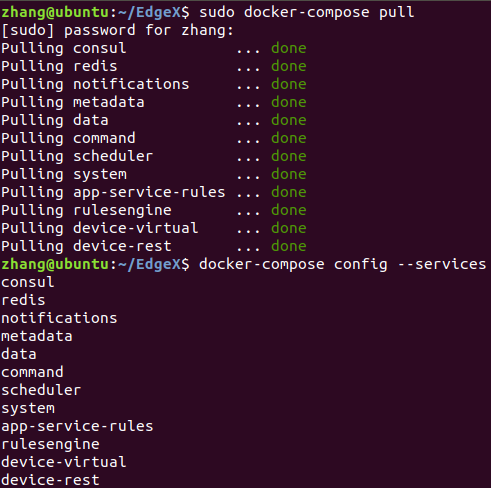 zhang@ubuntu:~/EdgeX$ sudo docker-compose pull
[sudo] password for zhang:
Pulling consul            ... done
Pulling redis             ... done
Pulling notifications     ... done
Pulling metadata          ... done
Pulling data              ... done
Pulling command           ... done
Pulling scheduler         ... done
Pulling system            ... done
Pulling app-service-rules ... done
Pulling rulesengine       ... done
Pulling device-virtual    ... done
Pulling device-rest       ... done
zhang@ubuntu:~/EdgeX$ docker-compose config --services
consul
redis
notifications
metadata
data
command
scheduler
system
app-service-rules
rulesengine
device-virtual
device-rest